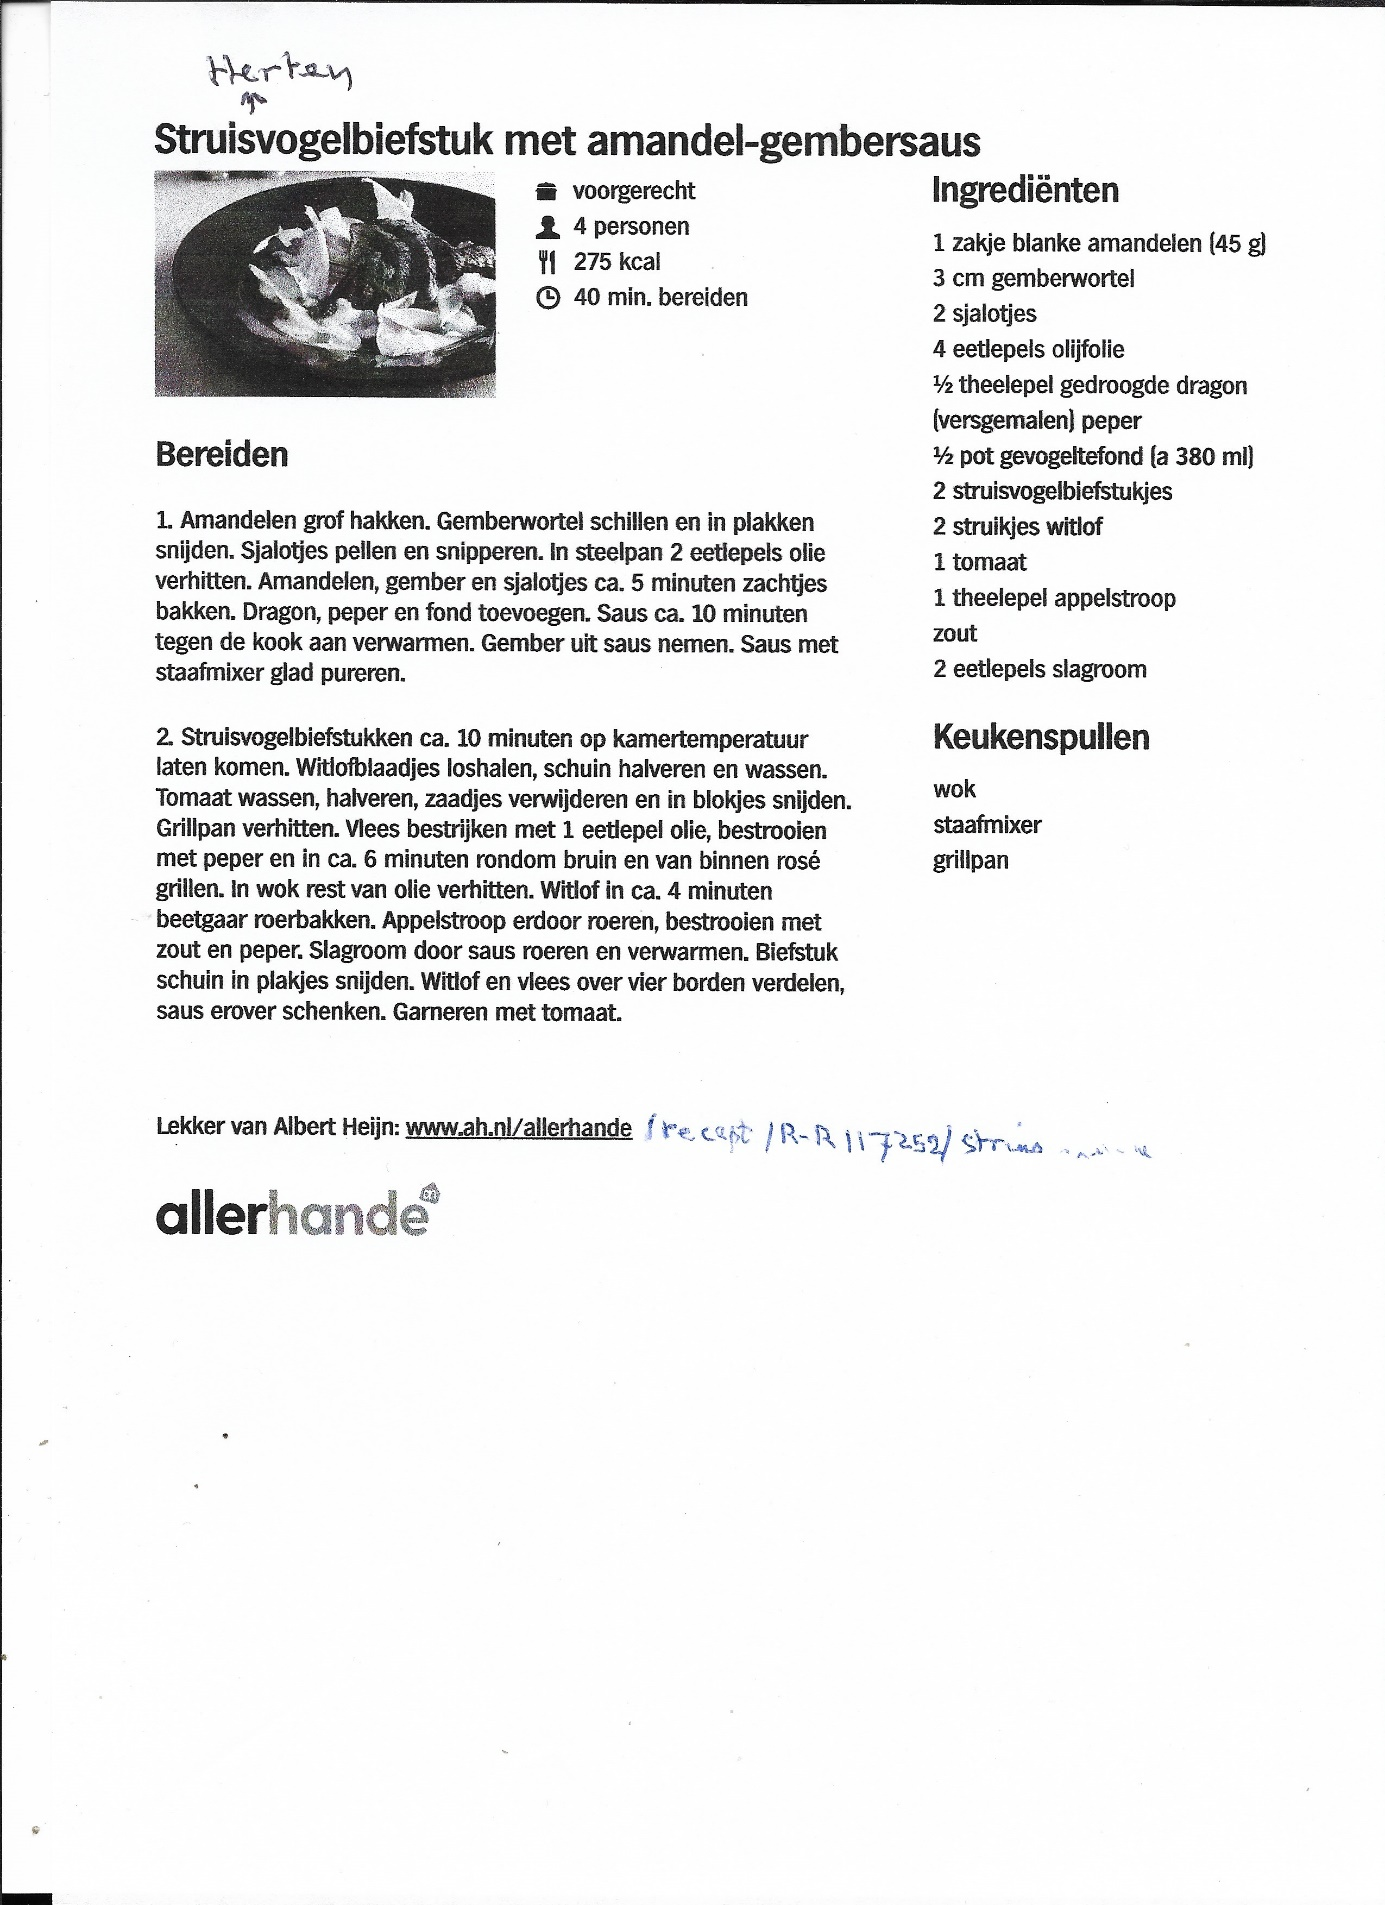 Herten
Struisvogelbiefstuk met amandel-gembersaus
voorgerecht
4 personen
275 kcal
40 min. bereiden
Ingrediënten
1 zakje blanke amandelen (45 g)
3 cm gemberwortel
2 sjalotjes
4 eetlepels olijfolie
½ theelepel gedroogde dragon
(versgemalen) peper
½ pot gevogeltefond (a 380 ml)
2 struisvogelbiefstukjes
2 struikjes witlof
1 tomaat
1 theelepel appelstroop
zout
2 eetlepels slagroom
Keukenspullen
wok
staafmixer
grillpan
Bereiden
1. Amandelen grof hakken. Gemberwortel schillen en in plakken
snijden. Sjalotjes pellen en snipperen. In steelpan 2 eetlepels olie
verhitten. Amandelen, gember en sjalotjes ca. 5 minuten zachtjes
bakken. Dragon, peper en fond toevoegen. Saus ca. 10 minuten
tegen de kook aan verwarmen. Gember uit saus nemen. Saus met
staafmixer glad pureren.
2. Struisvogelbiefstukken ca. 10 minuten op kamertemperatuur
laten komen. Witlofblaadjes loshalen, schuin halveren en wassen.
Tomaat wassen, halveren, zaadjes verwijderen en in blokjes snijden.
Grillpan verhitten. Vlees bestrijken met 1 eetlepel olie, bestrooien
met peper en in ca. 6 minuten rondom bruin en van binnen rosé
grillen. In wok rest van olie verhitten. Witlof in ca. 4 minuten
beetgaar roerbakken. Appelstroop erdoor roeren, bestrooien met
zout en peper. Slagroom door saus roeren en verwarmen. Biefstuk
schuin in plakjes snijden. Witlof en vlees over vier borden verdelen,
saus erover schenken. Garneren met tomaat.
Lekker van Albert Heijn: www.ah.nl/allerhande /recept/R-R117252/struis
allerhande